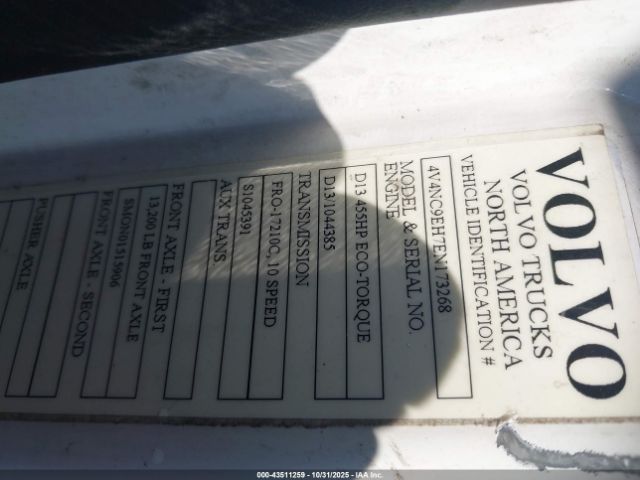 VOLVO
VOLVO TRUCKS
NORTH AMERICA
VEHICLE IDENTIFICATION #
4V4NC9EH7EN173268
MODEL & SERIAL NO.
ENGINE
D13 455HP ECO-TORQUE
D13/1044385
TRANSMISSION
FRO-17210C, 10 SPEED
S1045391
AUX TRANS.
FRONT AXLE - FIRST
13,200 LB FRONT AXLE
SMON01515906
FRONT AXLE - SECOND
PUSHER AXLE
000-43511259 - 10/31/2025 - IAA Inc.